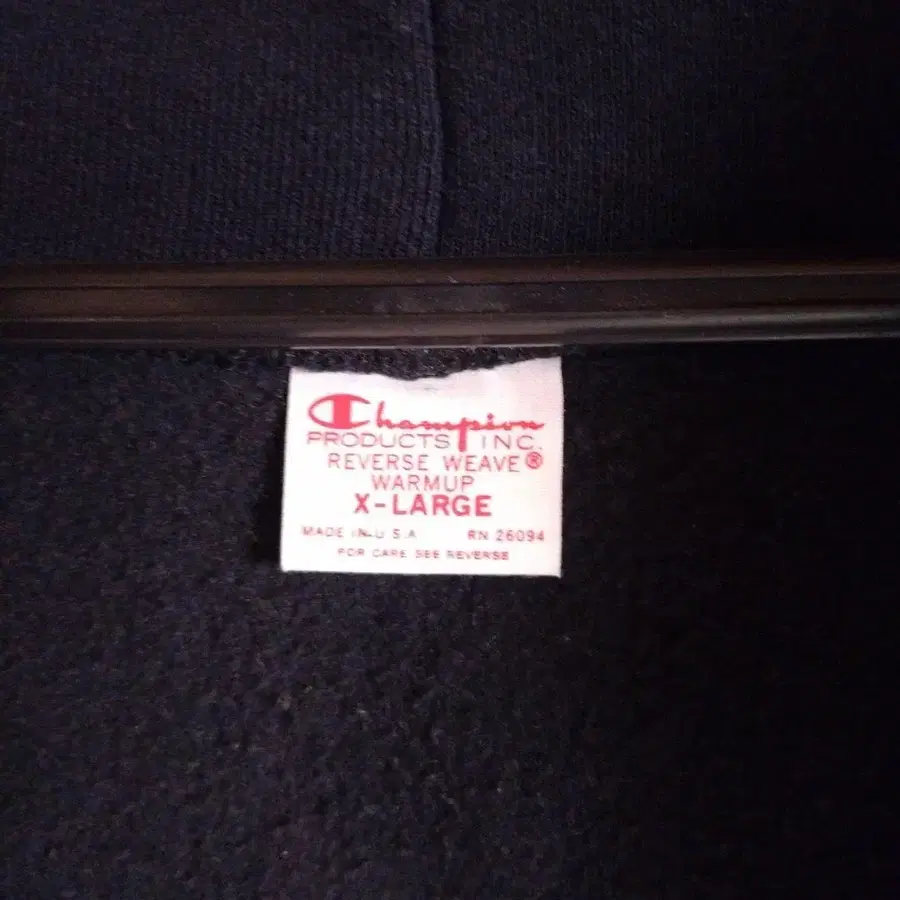 Champion
PRODUCTS INC.
REVERSE WEAVE®
WARMUP
X-LARGE
MADE IN U.S.A RN 26094
FOR CARE SEE REVERSE